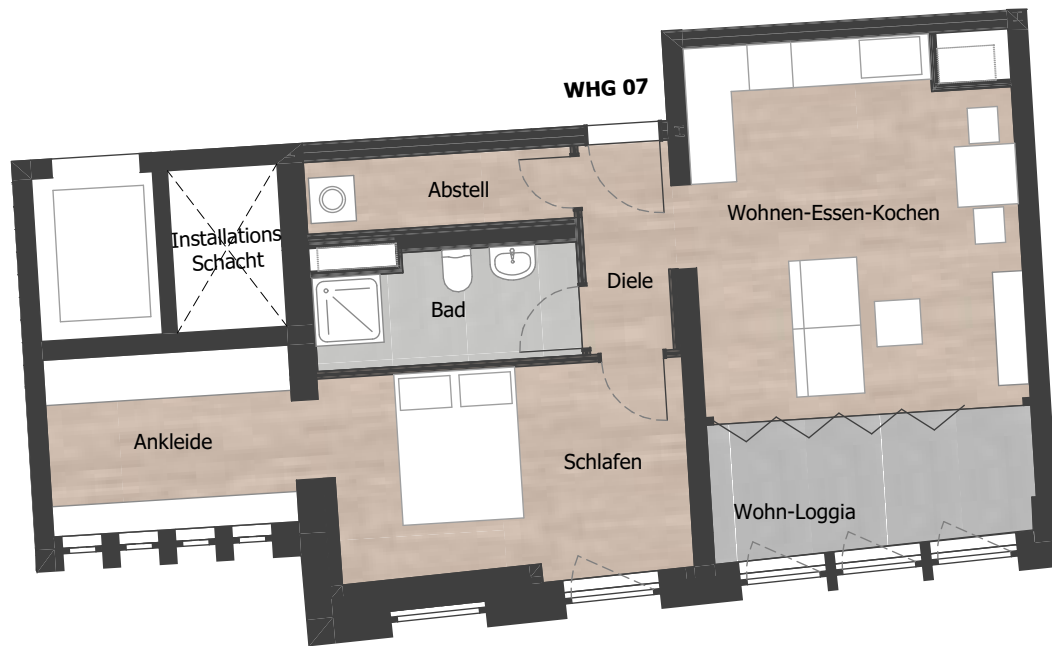 WHG 07
Abstell
Wohnen-Essen-Kochen
Installations
Schacht
Diele
Bad
Ankleide
Schlafen
Wohn-Loggia